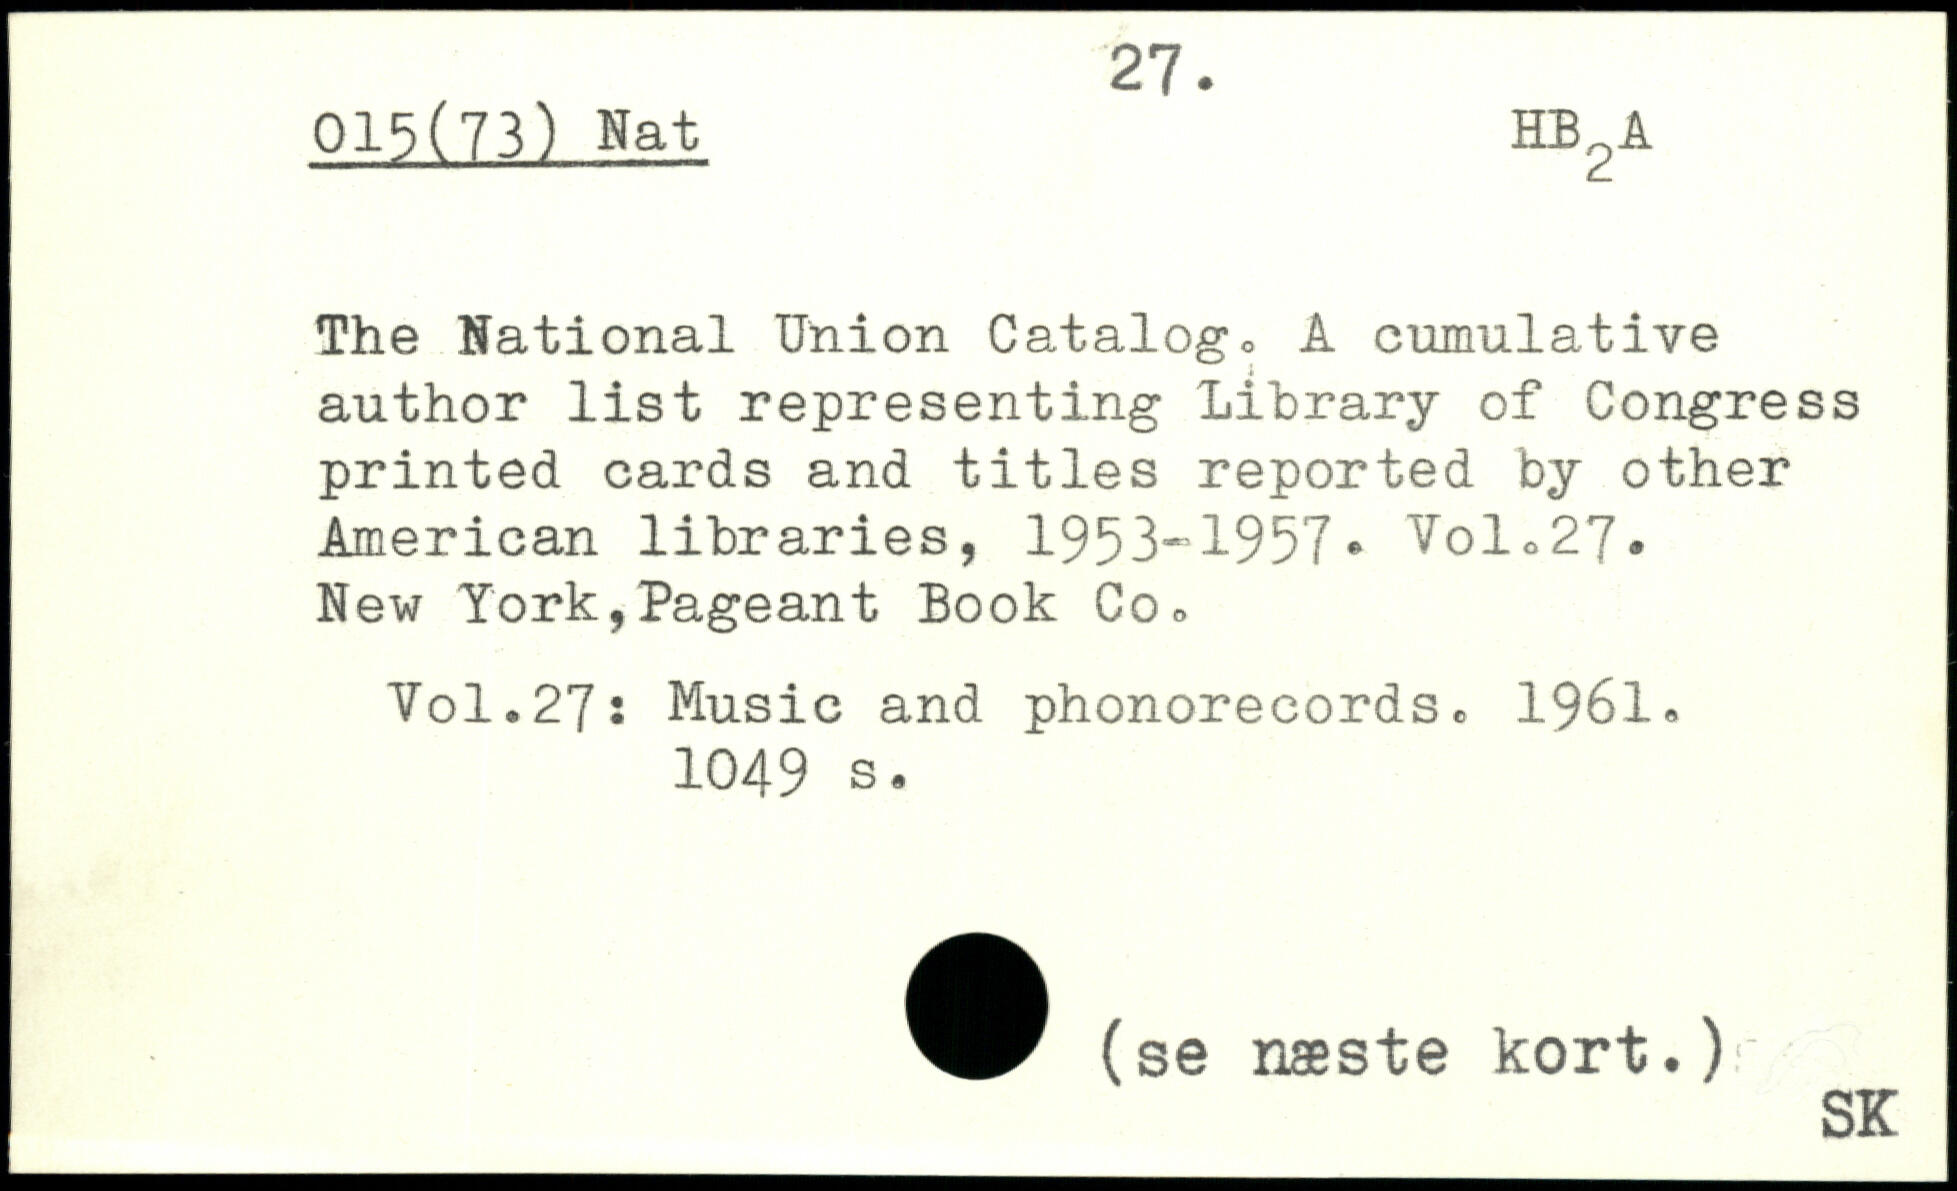 27.
015(73) Nat HB2A
The National Union Catalog. A cumulative
author list representing Library of Congress
printed cards and titles reported by other
American libraries, 1953-1957. Vol.27.
New York,Pageant Book Co.
Vol.27: Music and phonorecords. 1961.
1049 s.
(se næste kort.)
SK